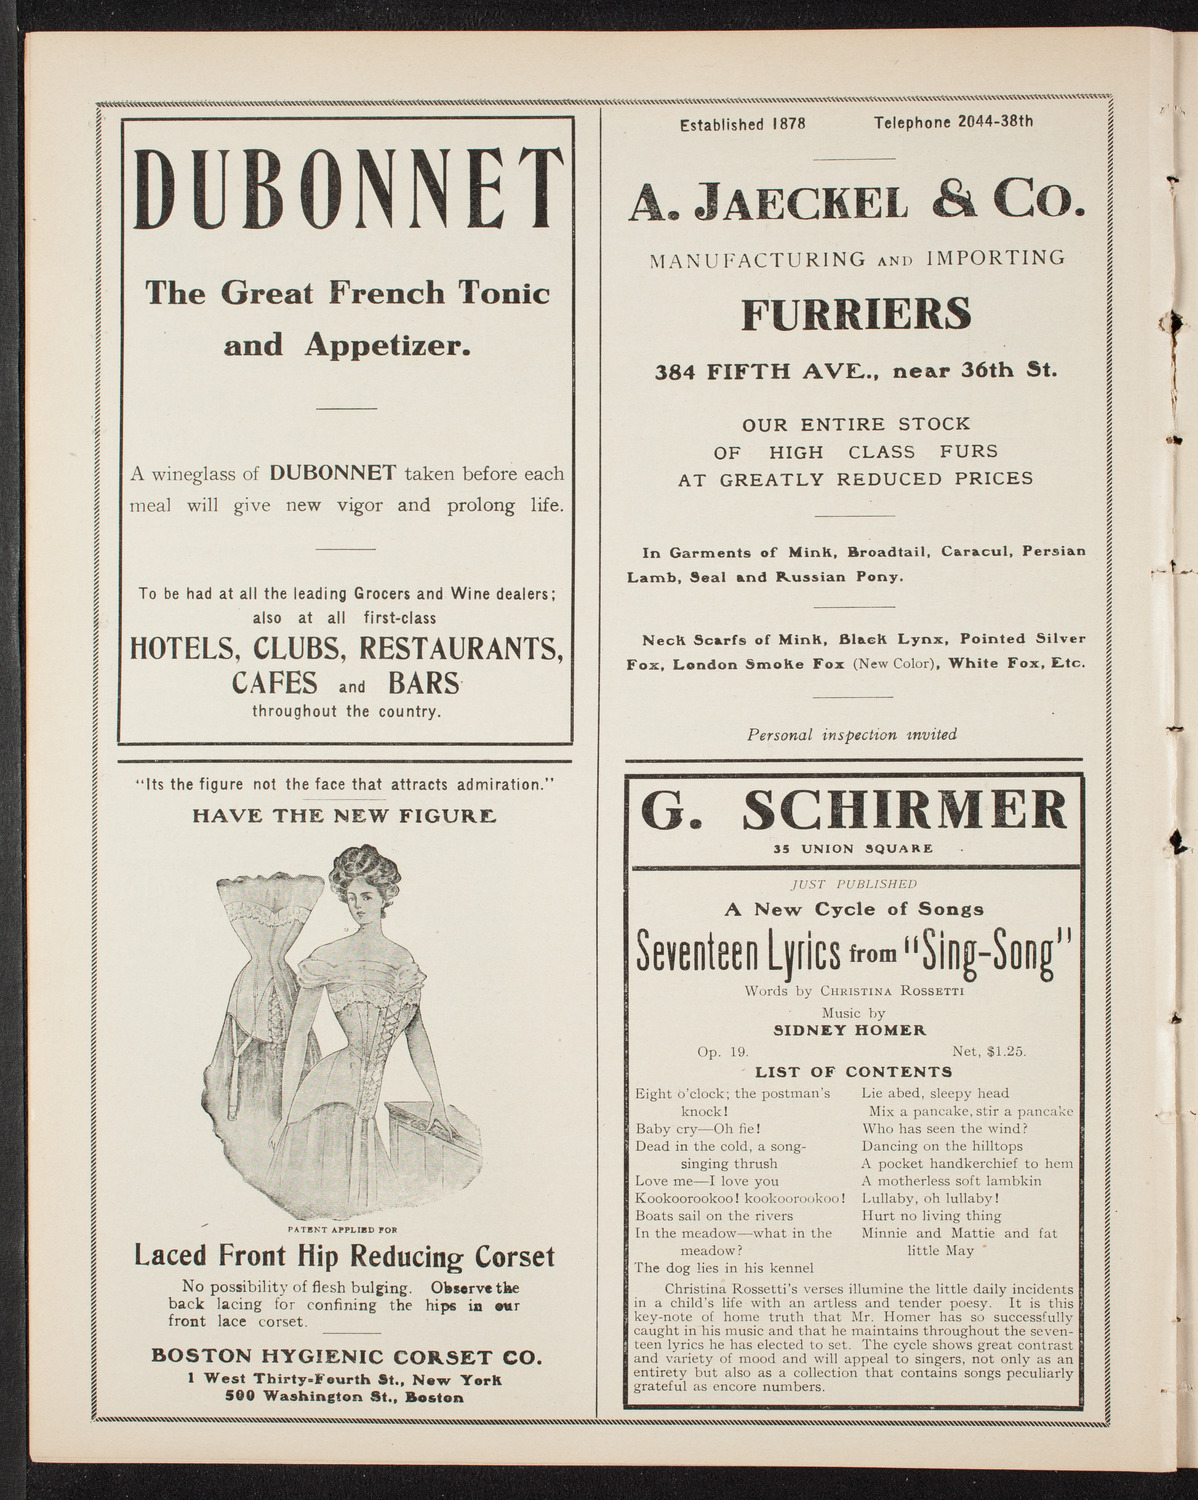 DUBONNET
The Great French Tonic
and Appetizer.
A wineglass of DUBONNET taken before each
meal will give new vigor and prolong life.
To be had at all the leading Grocers and Wine dealers;
also at all first-class
HOTELS, CLUBS, RESTAURANTS,
CAFES and BARS
throughout the country.
"Its the figure not the face that attracts admiration."
HAVE THE NEW FIGURE
PATENT APPLIED FOR
Laced Front Hip Reducing Corset
No possibility of flesh bulging. Observe the
back lacing for confining the hips in our
front lace corset.
BOSTON HYGIENIC CORSET CO.
1 West Thirty-Fourth St., New York
500 Washington St., Boston
Established 1878 Telephone 2044-38th
A. JAECKEL & Co.
MANUFACTURING AND IMPORTING
FURRIERS
384 FIFTH AVE., near 36th St.
OUR ENTIRE STOCK
OF HIGH CLASS FURS
AT GREATLY REDUCED PRICES
In Garments of Mink, Broadtail, Caracul, Persian
Lamb, Seal and Russian Pony.
Neck Scarfs of Mink, Black Lynx, Pointed Silver
Fox, London Smoke Fox (New Color), White Fox, Etc.
Personal inspection invited
G. SCHIRMER
35 UNION SQUARE
JUST PUBLISHED
A New Cycle of Songs
Seventeen Lyrics from "Sing-Song"
Words by CHRISTINA ROSSETTI
Music by
SIDNEY HOMER
Op. 19. Net, $1.25.
LIST OF CONTENTS
Eight o'clock; the postman's
knock!
Baby cry—Oh fie!
Dead in the cold, a song-
singing thrush
Love me—I love you
Kookoorookoo! kookoorookoo!
Boats sail on the rivers
In the meadow—what in the
meadow?
The dog lies in his kennel
Lie abed, sleepy head
Mix a pancake, stir a pancake
Who has seen the wind?
Dancing on the hilltops
A pocket handkerchief to hem
A motherless soft lambkin
Lullaby, oh lullaby!
Hurt no living thing
Minnie and Mattie and fat
little May
Christina Rossetti's verses illumine the little daily incidents
in a child's life with an artless and tender poesy. It is this
key-note of home truth that Mr. Homer has so successfully
caught in his music and that he maintains throughout the seven-
teen lyrics he has elected to set. The cycle shows great contrast
and variety of mood and will appeal to singers, not only as an
entirety but also as a collection that contains songs peculiarly
grateful as encore numbers.